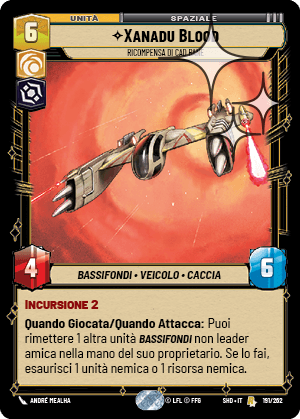 6
UNITÀ
SPAZIALE
XANADU BLOOD
RICOMPENSA DI CAD BANE
4
6
BASSIFONDI • VEICOLO • CACCIA
INCURSIONE 2
Quando Giocata/Quando Attacca: Puoi
rimettere 1 altra unità BASSIFONDI non leader
amica nella mano del suo proprietario. Se lo fai,
esaurisci 1 unità nemica o 1 risorsa nemica.
ANDRÉ MEALHA
© LFL © FFG
SHD • IT
191/262